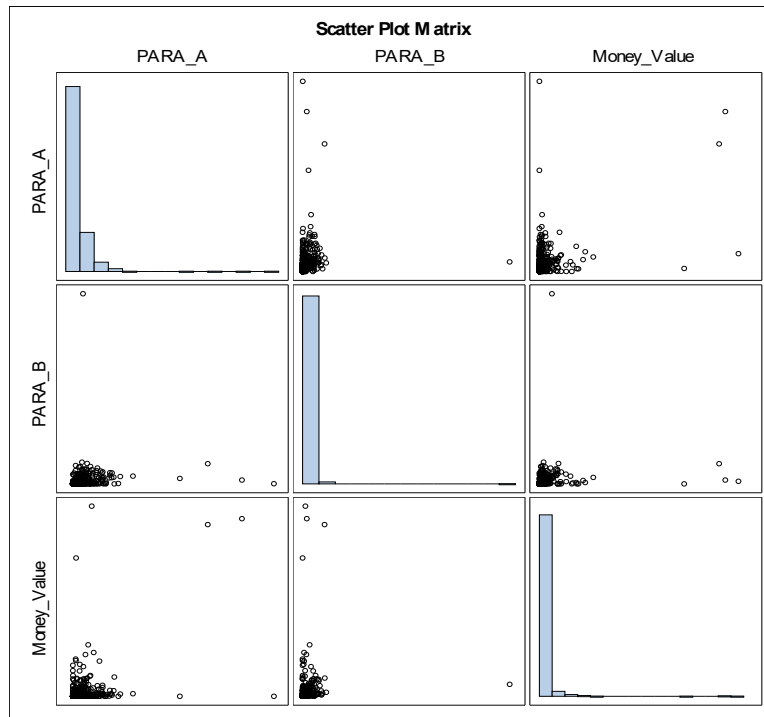 Scatter Plot Matrix
PARA_A PARA_B Money_Value
PARA_A
PARA_B
Money_Value